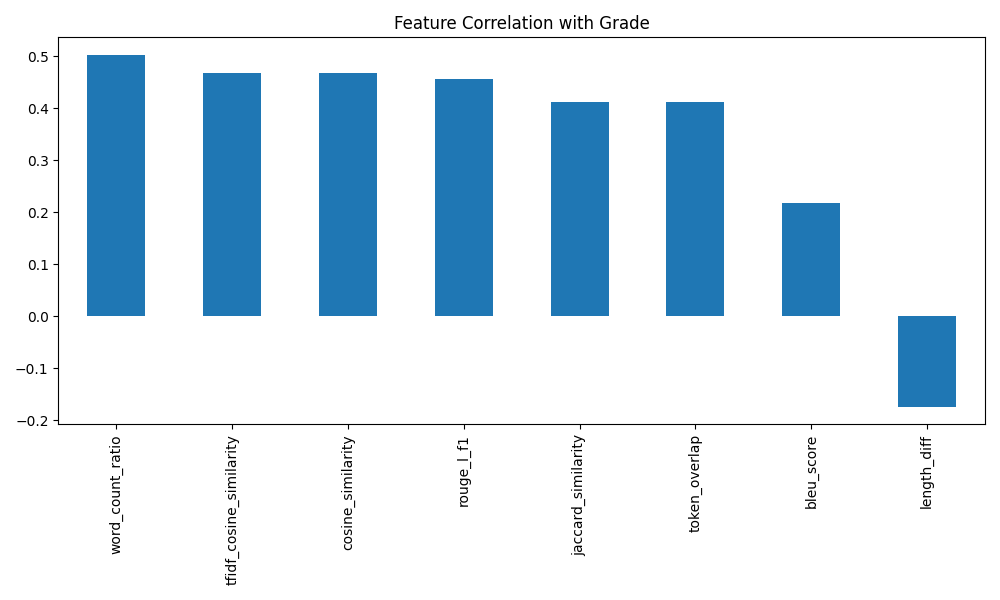 Feature Correlation with Grade
0.5
0.4
0.3
0.2
0.1
0.0
−0.1
−0.2
word_count_ratio
tfidf_cosine_similarity
cosine_similarity
rouge_l_f1
jaccard_similarity
token_overlap
bleu_score
length_diff